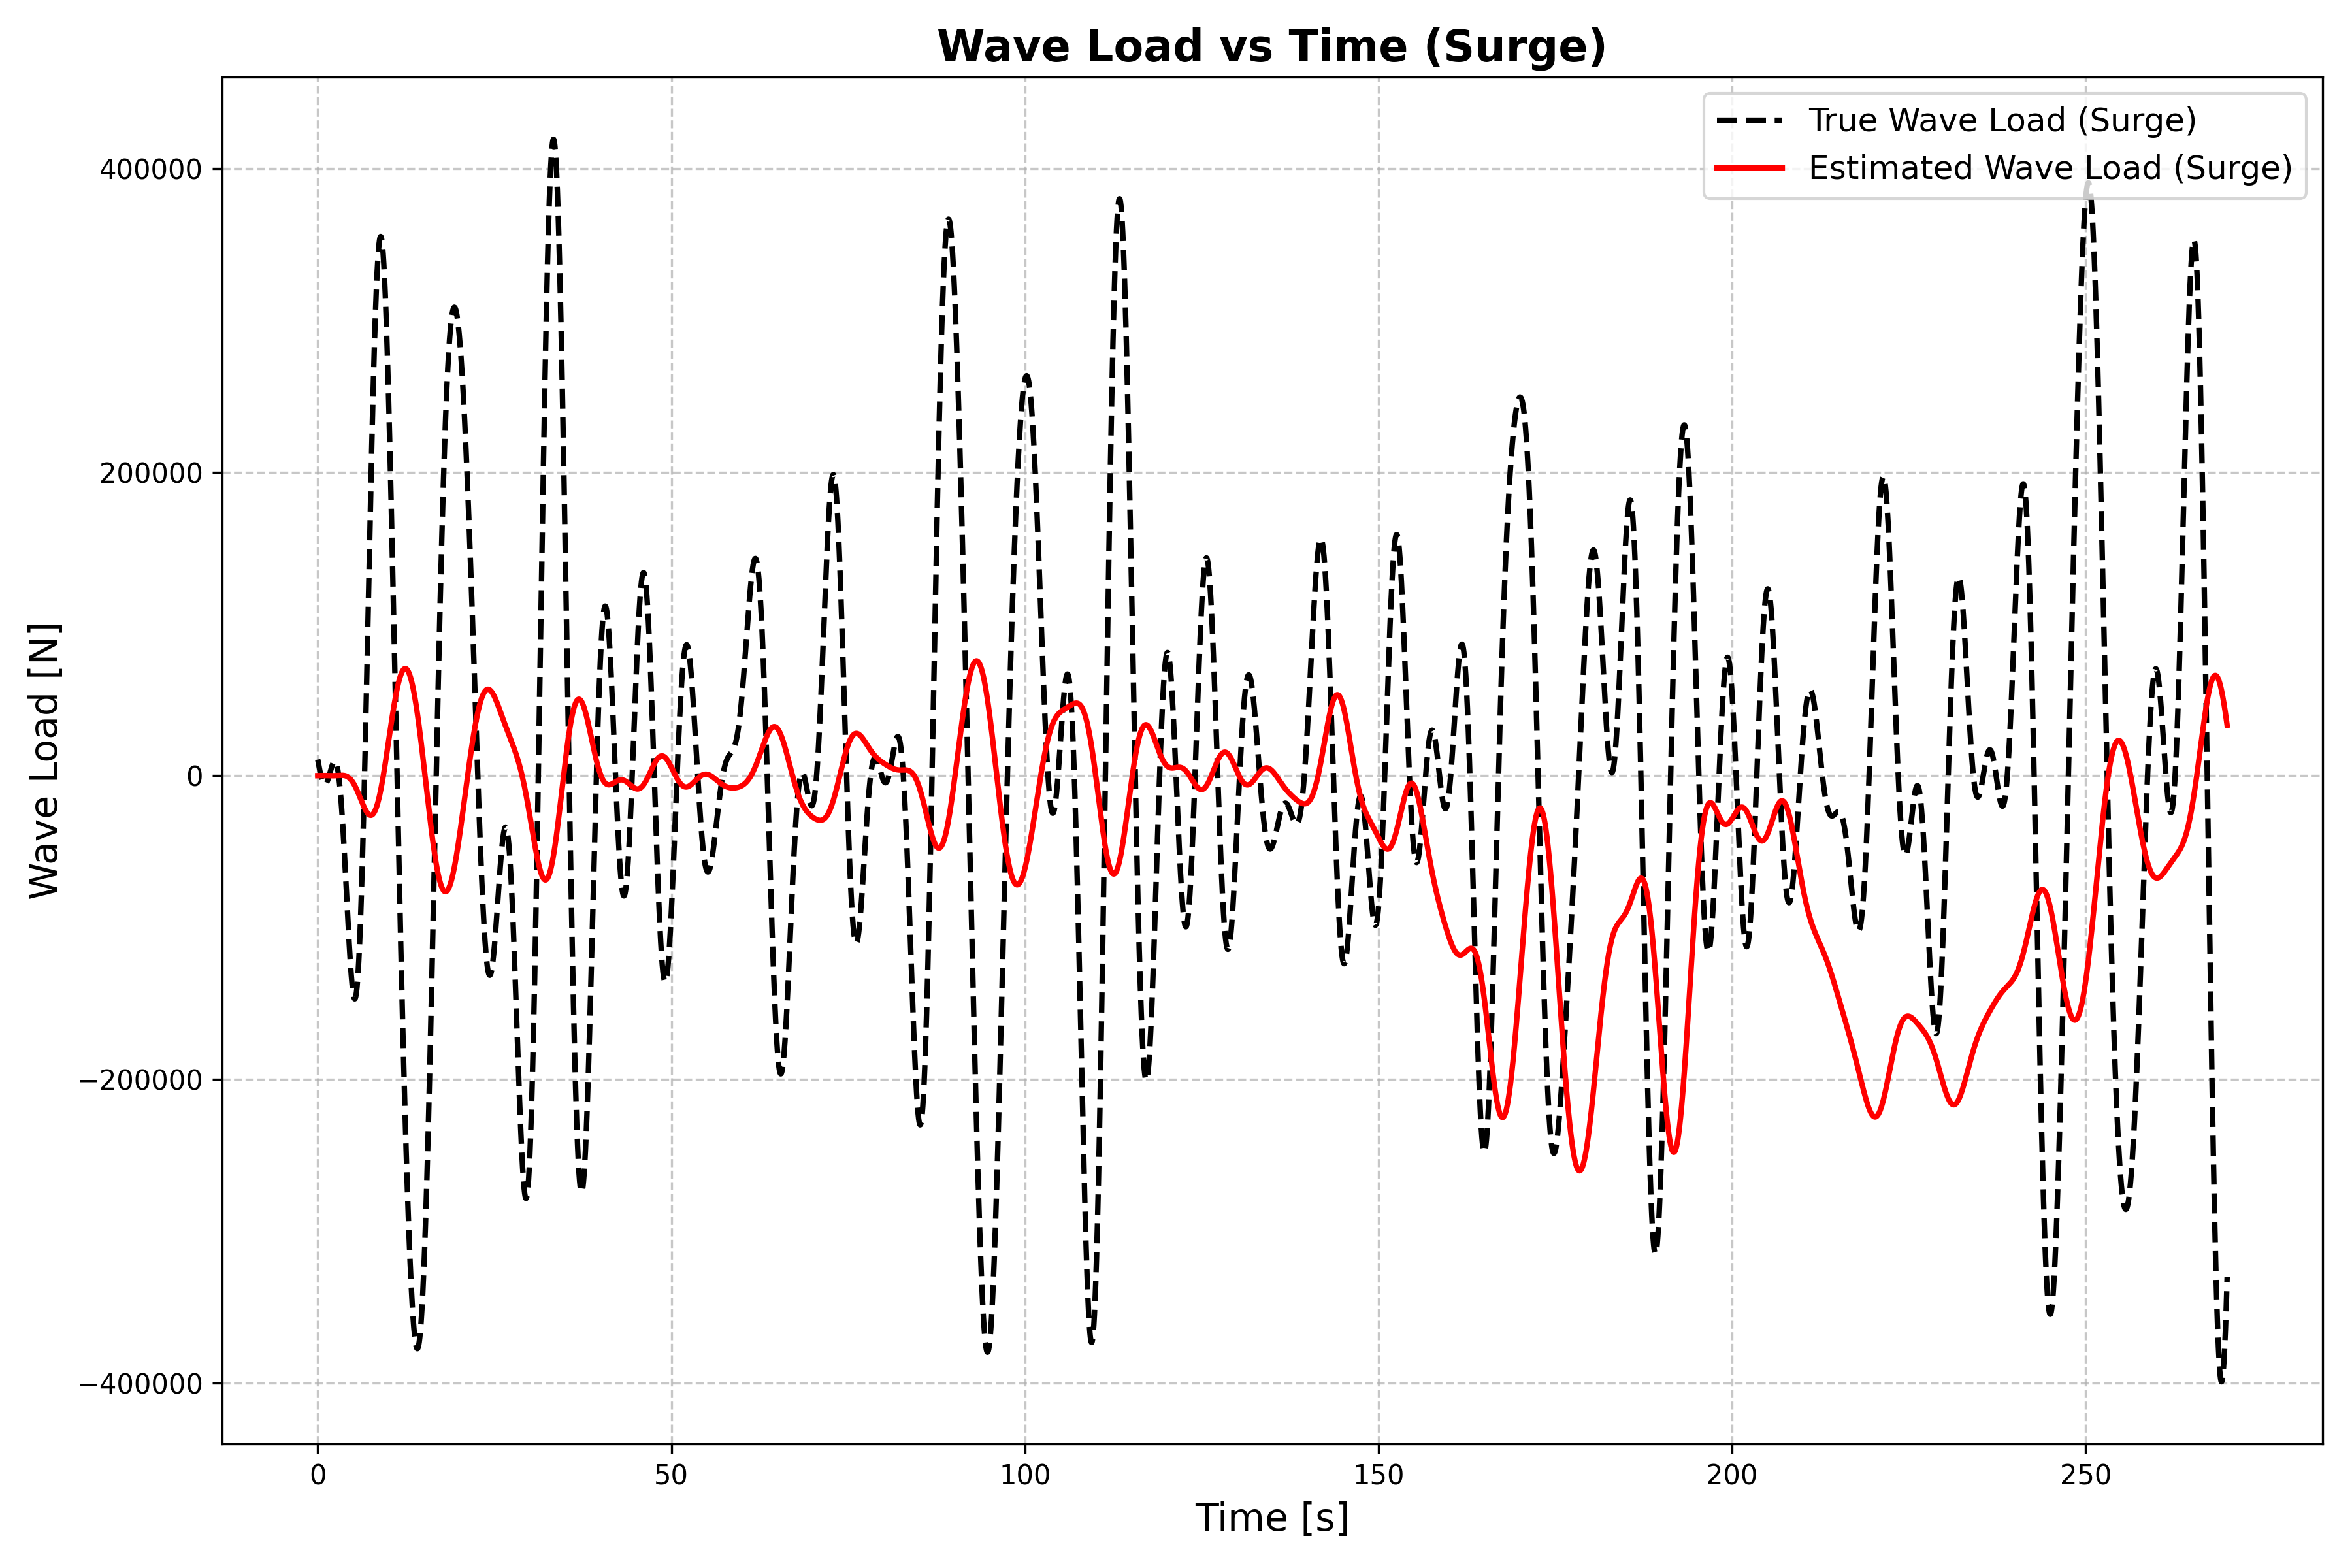 Wave Load vs Time (Surge)
True Wave Load (Surge)
Estimated Wave Load (Surge)
Wave Load [N]
400000
200000
0
−200000
−400000
0 50 100 150 200 250
Time [s]